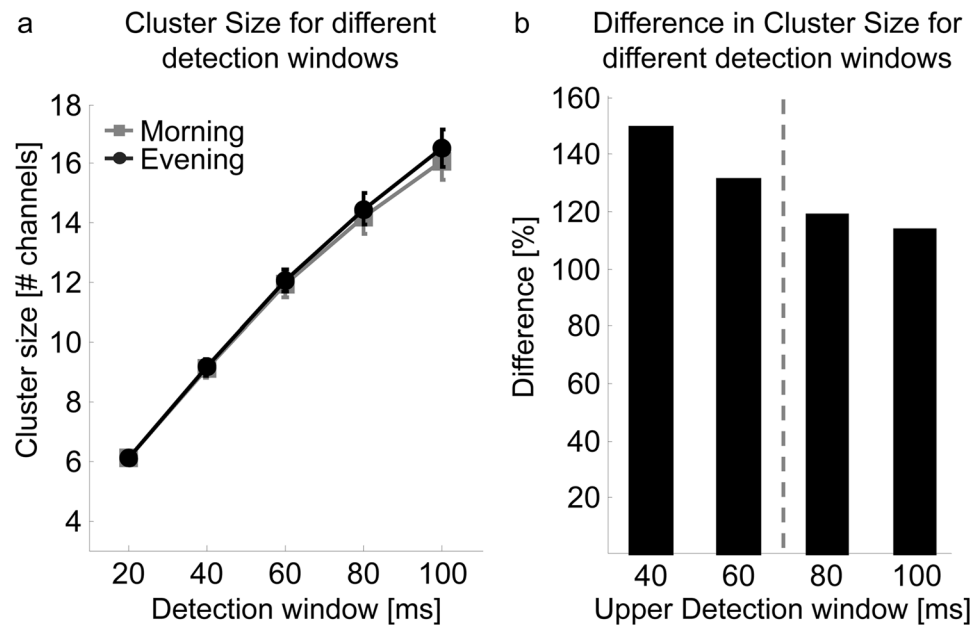 a
Cluster Size for different
detection windows
18
16
14
12
10
8
6
4
Cluster size [# channels]
Morning
Evening
20 40 60 80 100
Detection window [ms]
b
Difference in Cluster Size for
different detection windows
160
140
120
100
80
60
40
20
Difference [%]
40 60 80 100
Upper Detection window [ms]